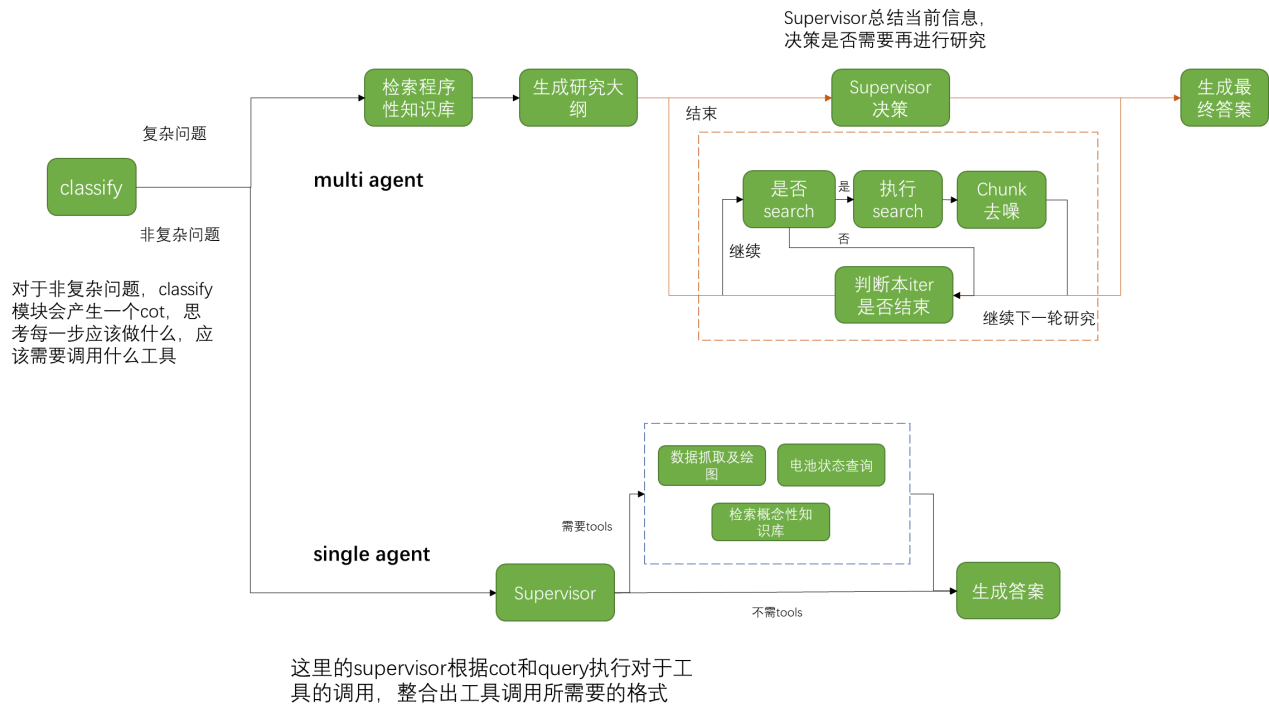 Supervisor总结当前信息，
决策是否需要再进行研究
检索程序
性知识库
生成研究大
纲
Supervisor
决策
生成最
终答案
结束
复杂问题
classify
multi agent
是否
search
是
执行
search
Chunk
去噪
非复杂问题
否
继续
判断本iter
是否结束
继续下一轮研究
对于非复杂问题，classify
模块会产生一个cot，思
考每一步应该做什么，应
该需要调用什么工具
数据抓取及绘
图
电池状态查询
检索概念性知
识库
需要tools
single agent
Supervisor
生成答案
不需tools
这里的supervisor根据cot和query执行对于工
具的调用，整合出工具调用所需要的格式